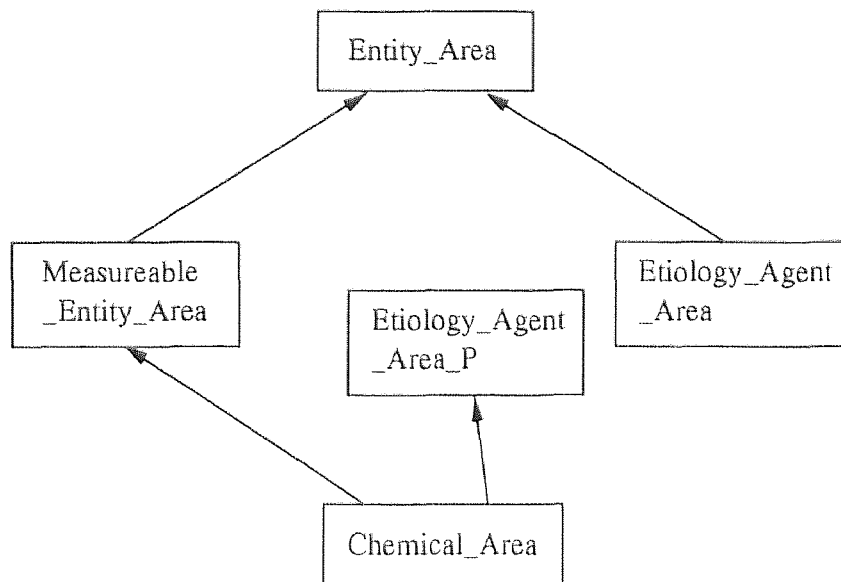 Entity_Area
Measureable
_Entity_Area
Etiology_Agent
_Area_P
Etiology_Agent
_Area
Chemical_Area